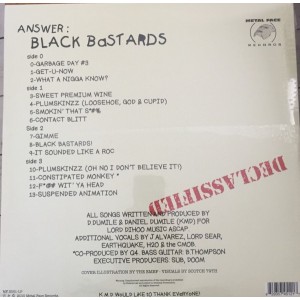 METAL FACE
RECORDS
ANSWER:
BLACK BaSTARDS
side 0
0-GARBAGE DAY #3
1-GET-U-NOW
2-WHAT A NIGGA KNOW?
side 1
3-SWEET PREMIUM WINE
4-PLUMSKINZZ (LOOSEHOE, GOD & CUPID)
5-SMOKIN' THAT S*#%
6-CONTACT BLITT
Side 2
7-GIMME
8-BLACK BASTARDS!
9-IT SOUNDED LIKE A ROC
side 3
10-PLUMSKINZZ (OH NO I DON'T BELIEVE IT!)
11-CONSTIPATED MONKEY
12-F*@# WIT' YA HEAD
13-SUSPENDED ANIMATION
DECLASSIFIED
ALL SONGS WRITTEN AND PRODUCED BY
D DUMILE & DANIEL DUMILE (KMD) FOR
LORD DIHOO MUSIC ASCAP
ADDITIONAL VOCALS BY J. ALVAREZ, LORD SEAR,
EARTHQUAKE, H2O & the CMOB
*CO-PRODUCED BY Q4. BASS GUITAR: B THOMPSON
EXECUTIVE PRODUCERS: SUB, DOOM
K M D WOULD LIKE TO THANK EVERYONE!